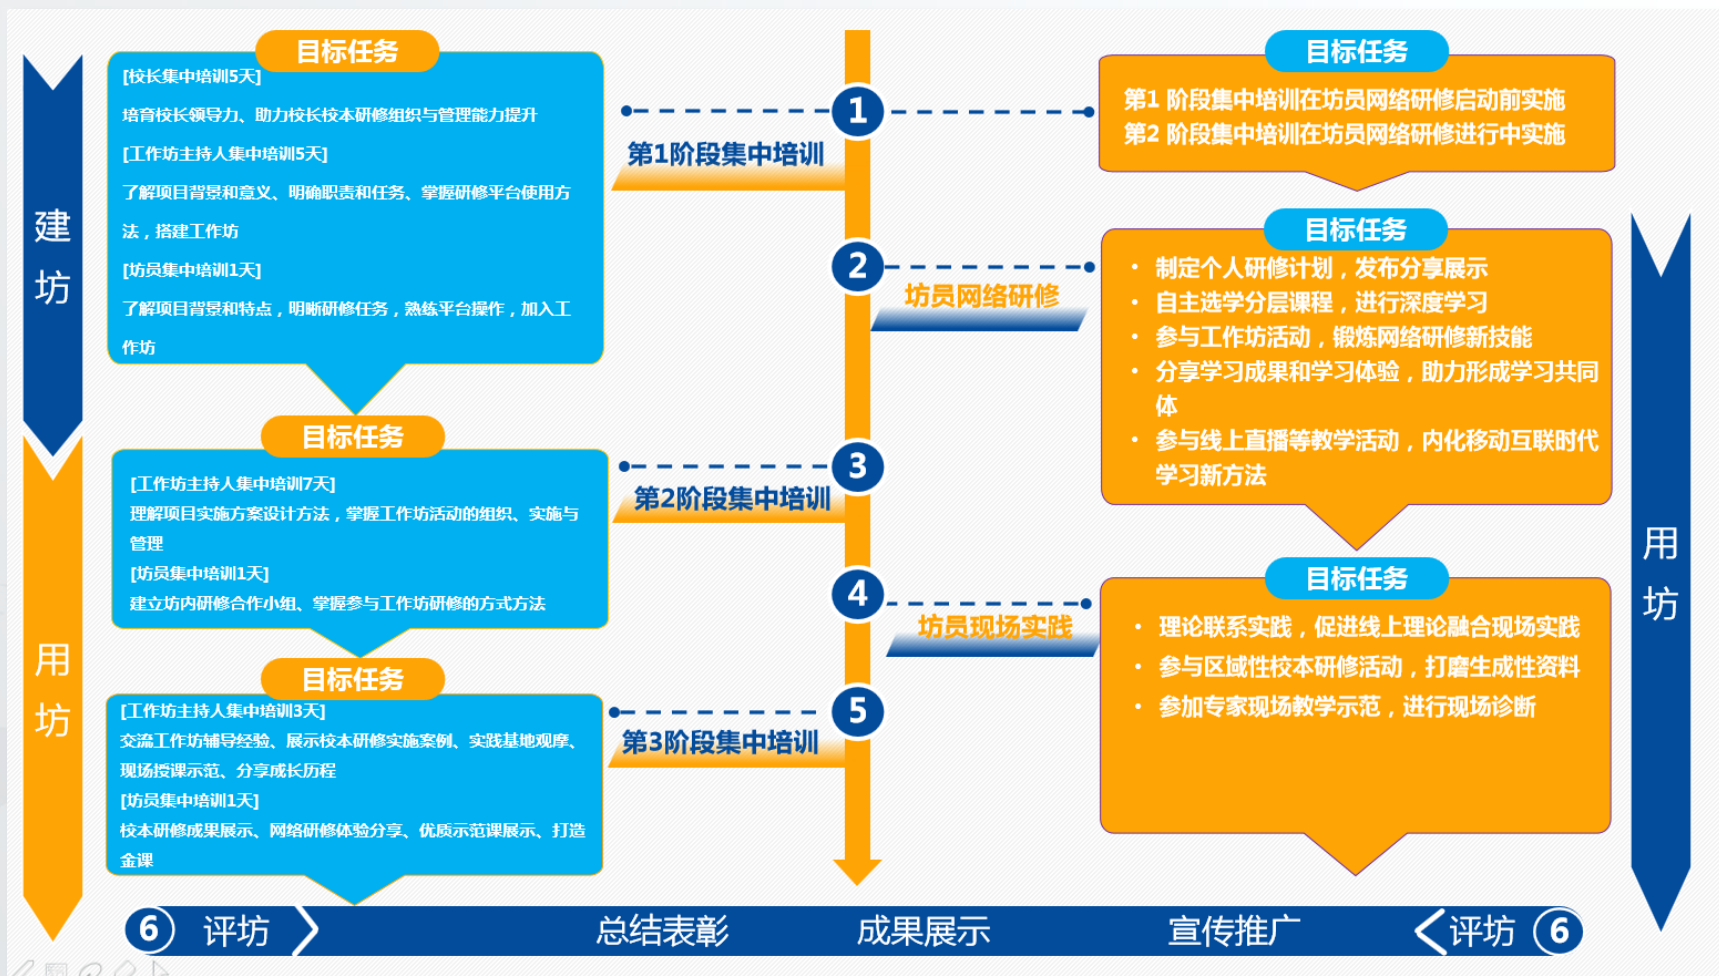 建
坊
用
坊
目标任务
[校长集中培训5天]
培育校长领导力、助力校长校本研修组织与管理能力提升
[工作坊主持人集中培训5天]
了解项目背景和意义、明确职责和任务、掌握研修平台使用方
法，搭建工作坊
[坊员集中培训1天]
了解项目背景和特点，明晰研修任务，熟练平台操作，加入工
作坊
目标任务
[工作坊主持人集中培训7天]
理解项目实施方案设计方法，掌握工作坊活动的组织、实施与
管理
[坊员集中培训1天]
建立坊内研修合作小组、掌握参与工作坊研修的方式方法
目标任务
[工作坊主持人集中培训3天]
交流工作坊辅导经验、展示校本研修实施案例、实践基地观摩、
现场授课示范、分享成长历程
[坊员集中培训1天]
校本研修成果展示、网络研修体验分享、优质示范课展示、打造
金课
1
第1阶段集中培训
2
坊员网络研修
3
第2阶段集中培训
4
坊员现场实践
5
第3阶段集中培训
目标任务
第1 阶段集中培训在坊员网络研修启动前实施
第2 阶段集中培训在坊员网络研修进行中实施
目标任务
• 制定个人研修计划，发布分享展示
• 自主选学分层课程，进行深度学习
• 参与工作坊活动，锻炼网络研修新技能
• 分享学习成果和学习体验，助力形成学习共同
体
• 参与线上直播等教学活动，内化移动互联时代
学习新方法
目标任务
• 理论联系实践，促进线上理论融合现场实践
• 参与区域性校本研修活动，打磨生成性资料
• 参加专家现场教学示范，进行现场诊断
用
坊
6 评坊 总结表彰 成果展示 宣传推广 评坊 6